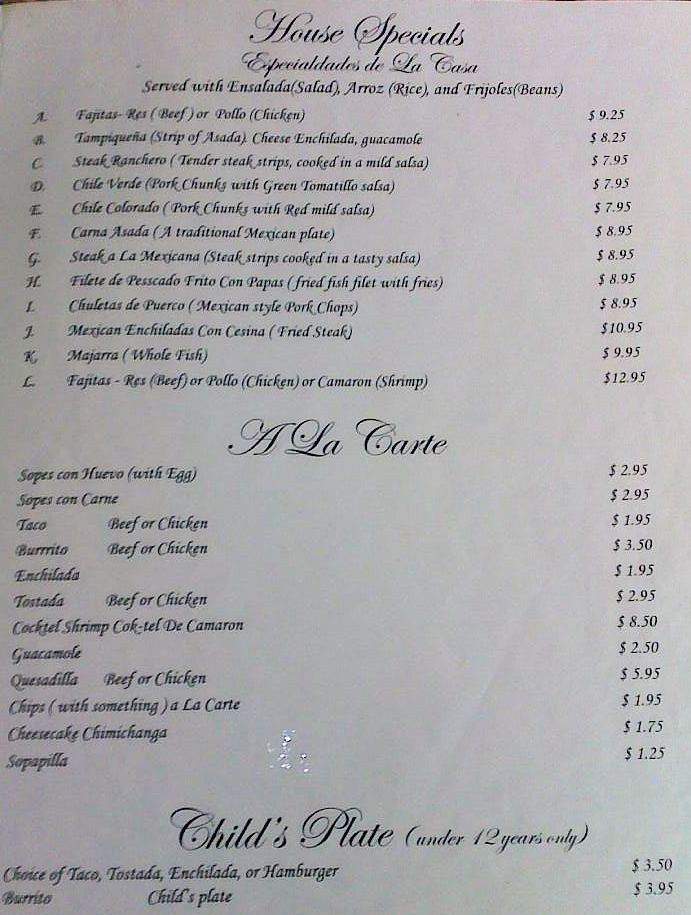 House Specials
Especialdades de La Casa
Served with Ensalada(Salad), Arroz (Rice), and Frijoles(Beans)
A. Fajitas- Res (Beef) or Pollo (Chicken) $ 9.25
B. Tampiqueña (Strip of Asada). Cheese Enchilada, guacamole $ 8.25
C. Steak Ranchero ( Tender steak strips, cooked in a mild salsa) $ 7.95
D. Chile Verde (Pork Chunks with Green Tomatillo salsa) $ 7.95
E. Chile Colorado ( Pork Chunks with Red mild salsa) $ 7.95
F. Carna Asada ( A traditional Mexican plate) $ 8.95
G. Steak a La Mexicana (Steak strips cooked in a tasty salsa) $ 8.95
H. Filete de Pesscado Frito Con Papas (fried fish filet with fries) $ 8.95
I. Chuletas de Puerco ( Mexican style Pork Chops) $ 8.95
J. Mexican Enchiladas Con Cesina ( Fried Steak) $10.95
K. Majarra ( Whole Fish) $ 9.95
L. Fajitas - Res (Beef) or Pollo (Chicken) or Camaron (Shrimp) $12.95
A La Carte
Sopes con Huevo (with Egg) $ 2.95
Sopes con Carne $ 2.95
Taco Beef or Chicken $ 1.95
Burrrito Beef or Chicken $ 3.50
Enchilada $ 1.95
Tostada Beef or Chicken $ 2.95
Cocktel Shrimp Cok-tel De Camaron $ 8.50
Guacamole $ 2.50
Quesadilla Beef or Chicken $ 5.95
Chips ( with something ) a La Carte $ 1.95
Cheesecake Chimichanga $ 1.75
Sopapilla $ 1.25
Child's Plate (under 12 years only)
Choice of Taco, Tostada, Enchilada, or Hamburger $ 3.50
Burrito Child's plate $ 3.95